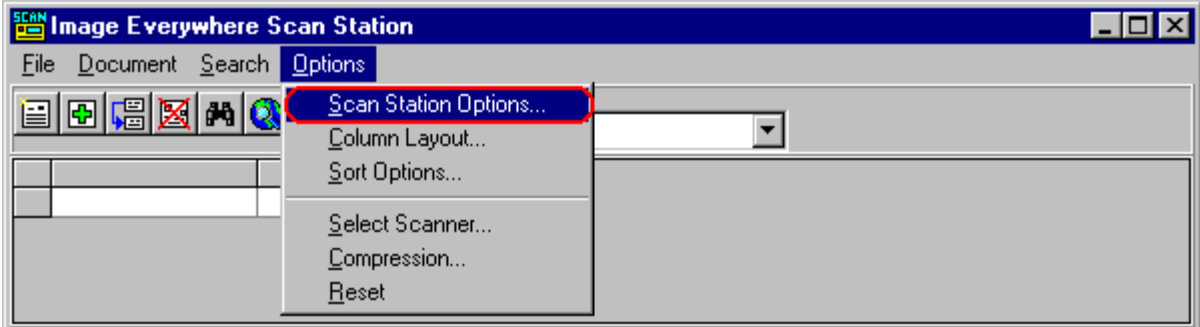 SCAN Image Everywhere Scan Station
File Document Search Options
Scan Station Options...
Column Layout...
Sort Options...
Select Scanner...
Compression...
Reset